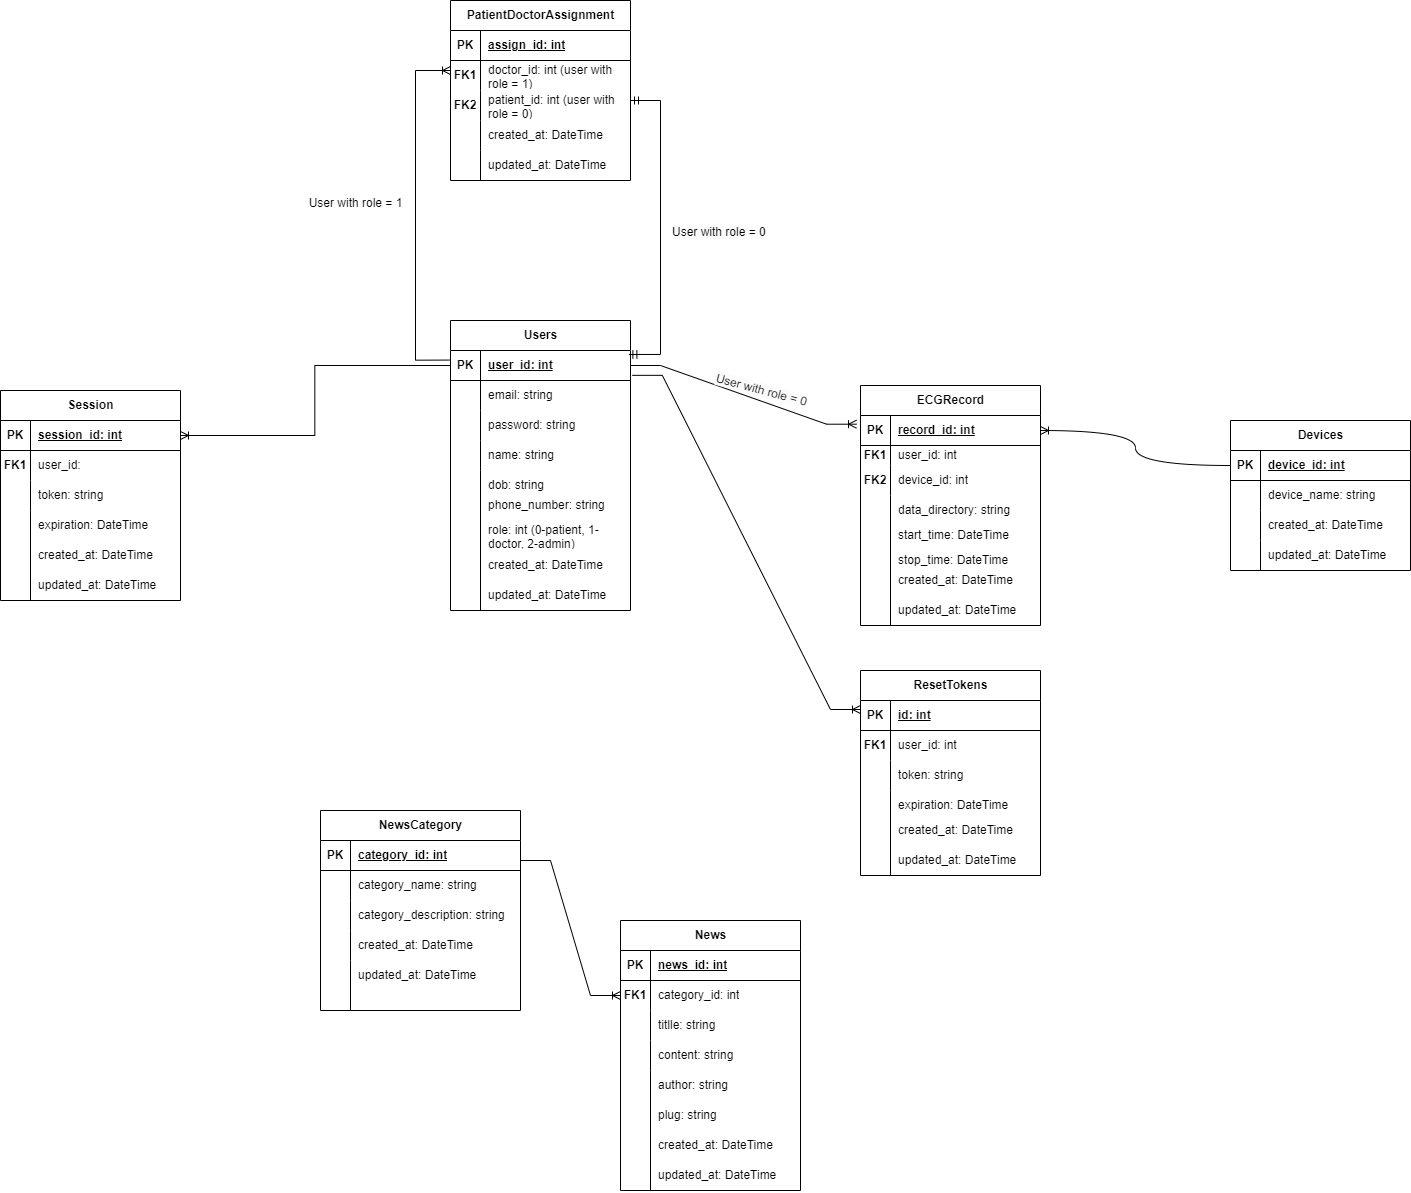 PatientDoctorAssignment
PK assign_id: int
FK1 doctor_id: int (user with
role = 1)
FK2 patient_id: int (user with
role = 0)
created_at: DateTime
updated_at: DateTime
User with role = 1
User with role = 0
Users
PK user_id: int
email: string
password: string
name: string
dob: string
phone_number: string
role: int (0-patient, 1-
doctor, 2-admin)
created_at: DateTime
updated_at: DateTime
Session
PK session_id: int
FK1 user_id:
token: string
expiration: DateTime
created_at: DateTime
updated_at: DateTime
User with role = 0
ECGRecord
PK record_id: int
FK1 user_id: int
FK2 device_id: int
data_directory: string
start_time: DateTime
stop_time: DateTime
created_at: DateTime
updated_at: DateTime
Devices
PK device_id: int
device_name: string
created_at: DateTime
updated_at: DateTime
ResetTokens
PK id: int
FK1 user_id: int
token: string
expiration: DateTime
created_at: DateTime
updated_at: DateTime
NewsCategory
PK category_id: int
category_name: string
category_description: string
created_at: DateTime
updated_at: DateTime
News
PK news_id: int
FK1 category_id: int
titlle: string
content: string
author: string
plug: string
created_at: DateTime
updated_at: DateTime